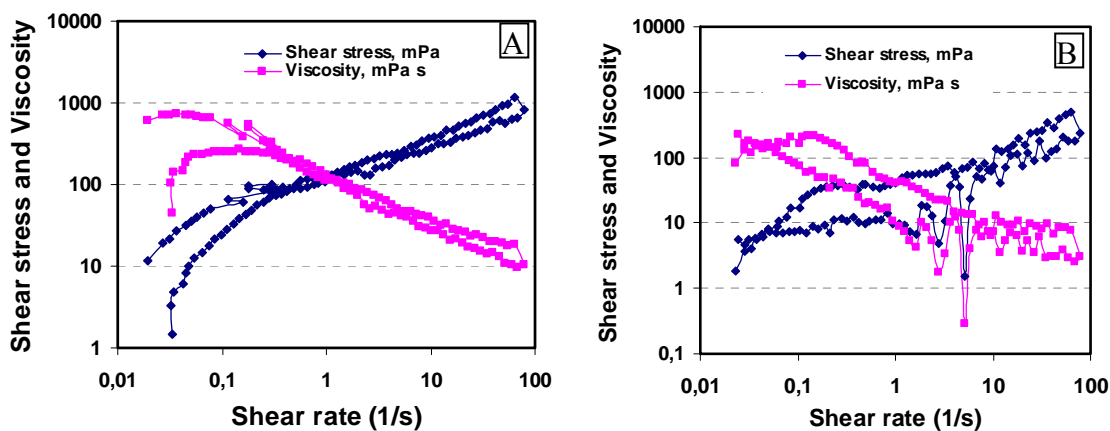 A
Shear stress, mPa
Viscosity, mPa s
Shear stress and Viscosity
10000
1000
100
10
1
0,01 0,1 1 10 100
Shear rate (1/s)
B
Shear stress, mPa
Viscosity, mPa s
Shear stress and Viscosity
10000
1000
100
10
1
0,1
0,01 0,1 1 10 100
Shear rate (1/s)